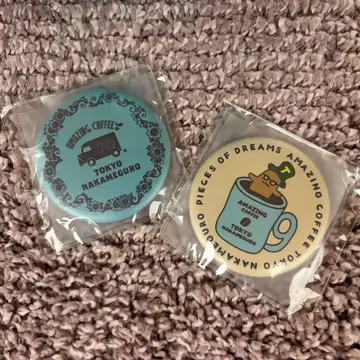 AMAZING COFFEE
TOKYO
NAKAMEGURO
PIECES OF DREAMS AMAZING COFFEE TOKYO NAKAMEGURO
AMAZING
COFFEE
TOKYO
NAKAMEGURO